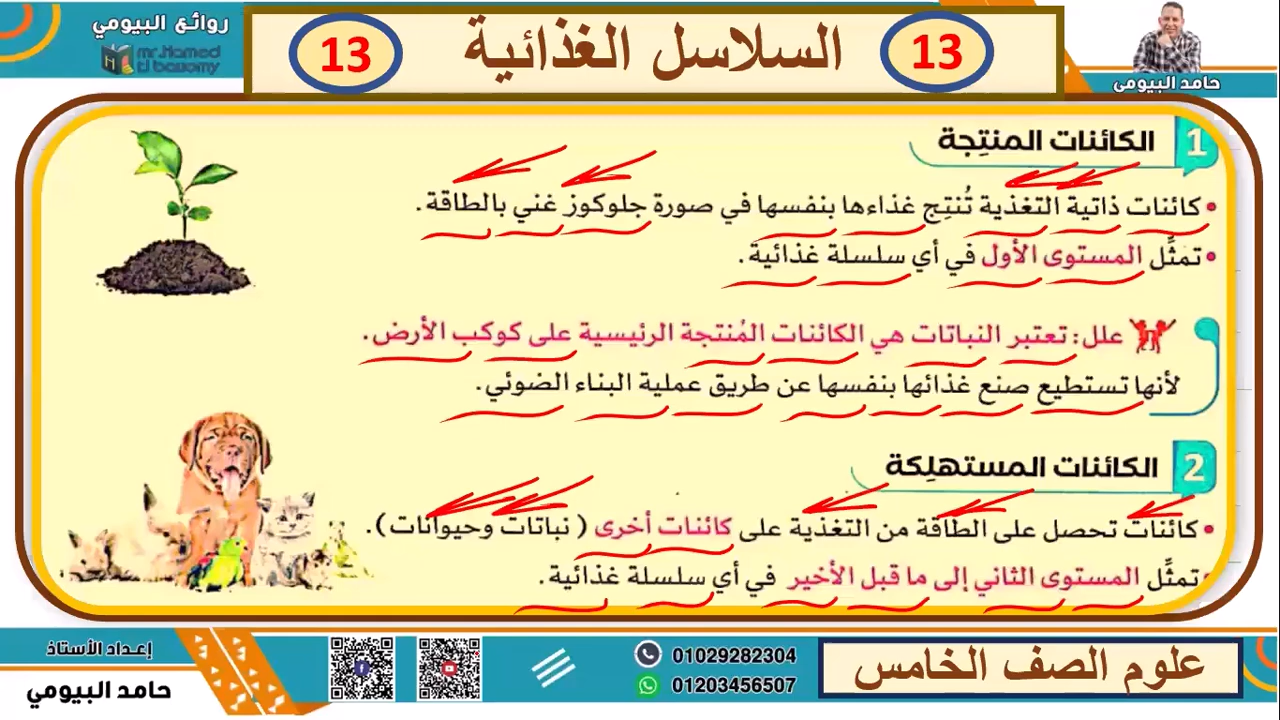 روائع البيومي
mr.Hamed
El bauomy
13
السلاسل الغذائية
13
حامد البيومى
1 الكائنات المنتِجة
• كائنات ذاتية التغذية تُنتِج غذاءها بنفسها في صورة جلوكوز غني بالطاقة.
• تمثِّل المستوى الأول في أي سلسلة غذائية.
علل: تعتبر النباتات هي الكائنات المُنتجة الرئيسية على كوكب الأرض.
لأنها تستطيع صنع غذائها بنفسها عن طريق عملية البناء الضوئي.
2 الكائنات المستهلِكة
• كائنات تحصل على الطاقة من التغذية على كائنات أخرى ( نباتات وحيوانات).
• تمثِّل المستوى الثاني إلى ما قبل الأخير في أي سلسلة غذائية.
علوم الصف الخامس
01029282304
01203456507
إعداد الأستاذ
حامد البيومي